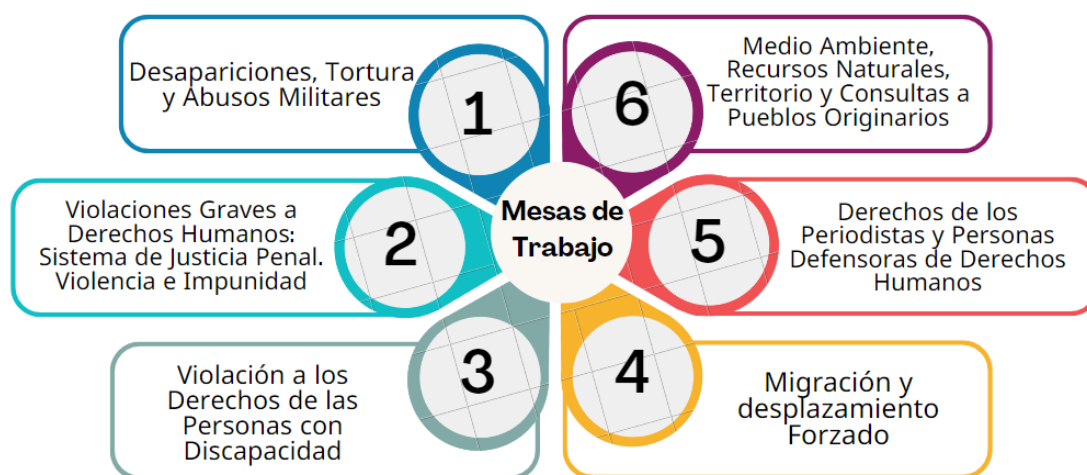 Mesas de
Trabajo
1
Desapariciones, Tortura
y Abusos Militares
2
Violaciones Graves a
Derechos Humanos:
Sistema de Justicia Penal.
Violencia e Impunidad
3
Violación a los
Derechos de las
Personas con
Discapacidad
4
Migración y
desplazamiento
Forzado
5
Derechos de los
Periodistas y Personas
Defensoras de Derechos
Humanos
6
Medio Ambiente,
Recursos Naturales,
Territorio y Consultas a
Pueblos Originarios